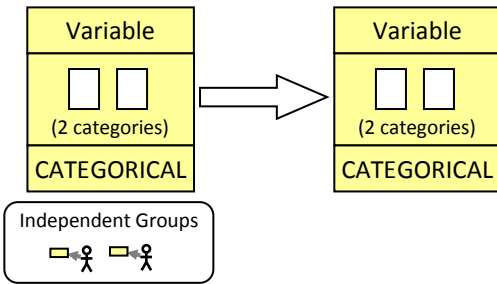 Variable
(2 categories)
CATEGORICAL
Independent Groups
Variable
(2 categories)
CATEGORICAL